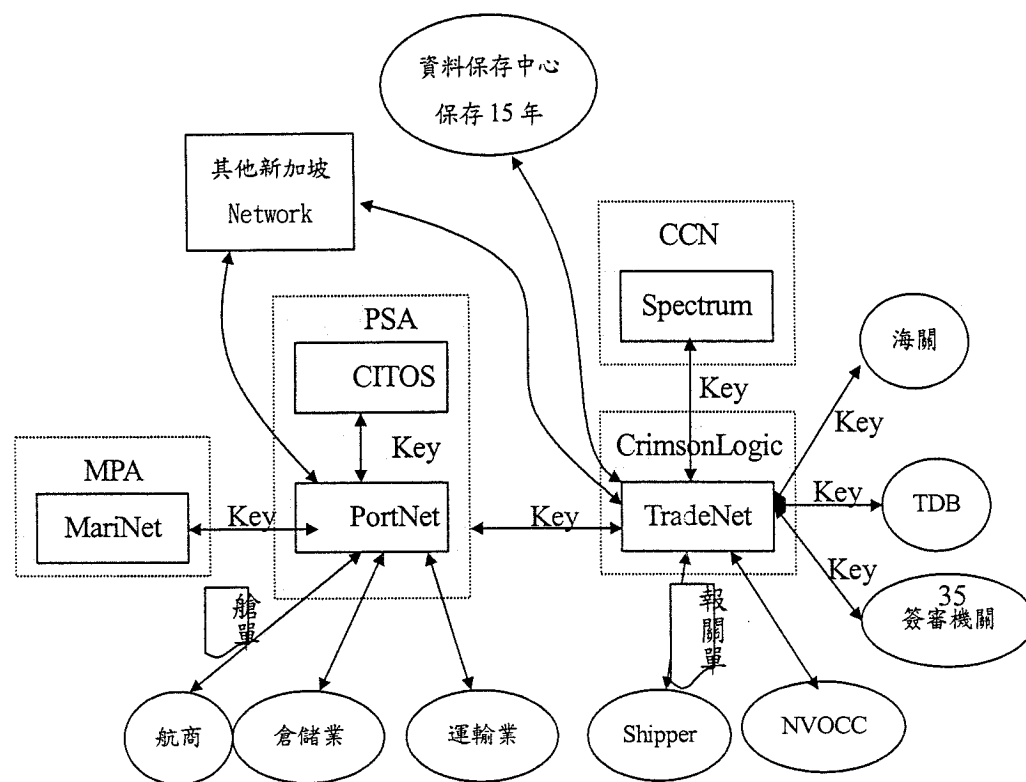 資料保存中心
保存 15 年
其他新加坡
Network
CCN
Spectrum
PSA
CITOS
海關
Key
Key
Key
CrimsonLogic
MPA
MariNet
Key
PortNet
Key
TradeNet
Key
TDB
Key
35
簽審機關
艙單
報關單
航商
倉儲業
運輸業
Shipper
NVOCC